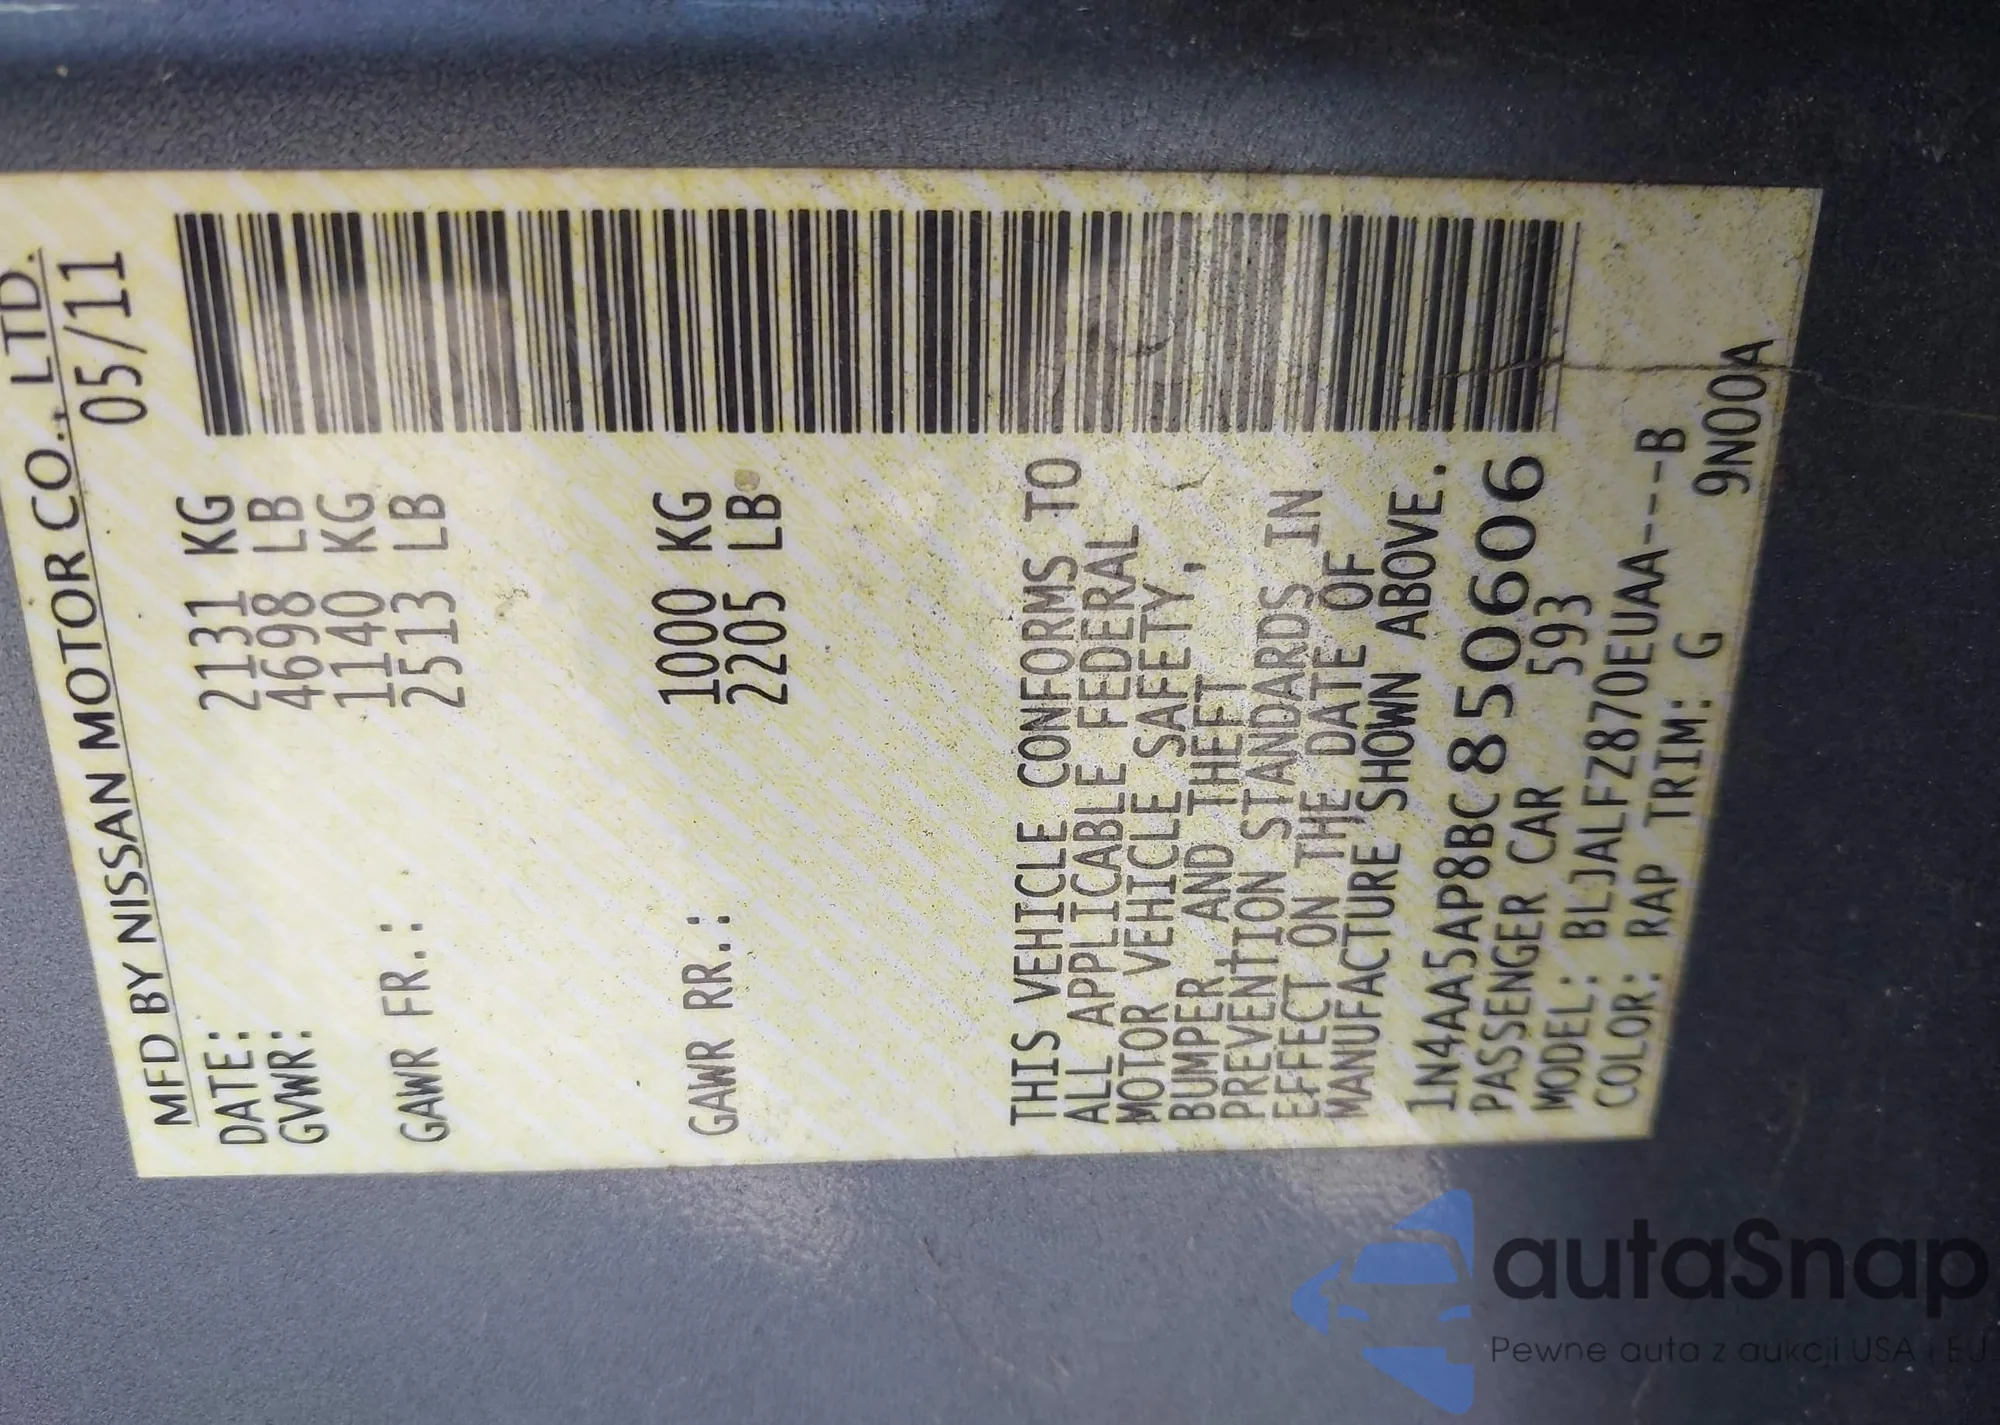 MFD BY NISSAN MOTOR CO., LTD.
DATE: 05/11
GVWR: 2131 KG
4698 LB
GAWR FR.: 1140 KG
2513 LB
GAWR RR.: 1000 KG
2205 LB
THIS VEHICLE CONFORMS TO
ALL APPLICABLE FEDERAL
MOTOR VEHICLE SAFETY,
BUMPER AND THEFT
PREVENTION STANDARDS IN
EFFECT ON THE DATE OF
MANUFACTURE SHOWN ABOVE.
1N4AA5AP8BC850606
PASSENGER CAR 593
MODEL: BLJALFZ870EUAA---B
COLOR: RAP TRIM: G 9N00A
autaSnap
Pewne auta z aukcji USA i EU